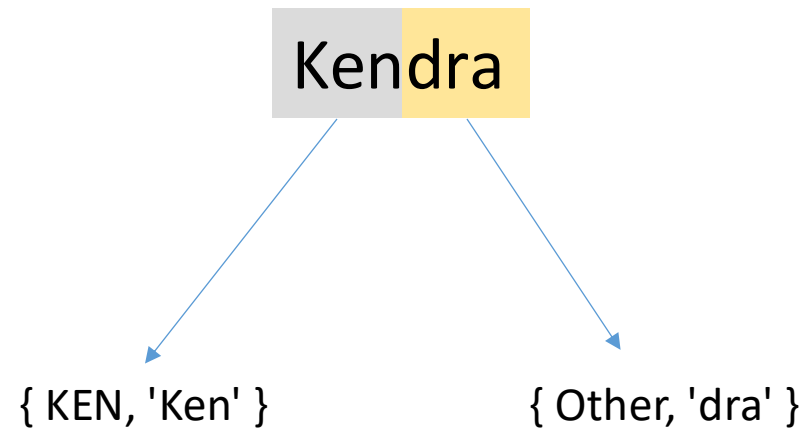 Kendra
{ KEN, 'Ken' }
{ Other, 'dra' }